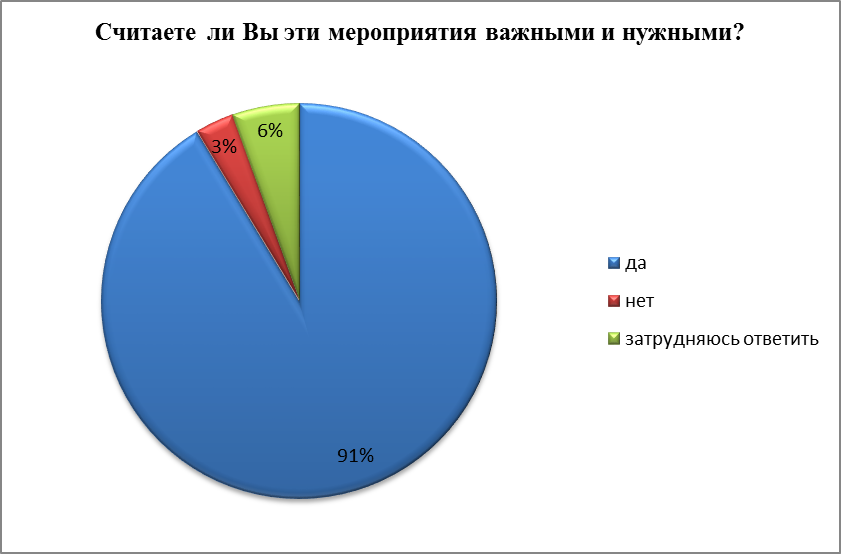 Считаете ли Вы эти мероприятия важными и нужными?
6%
3%
91%
да
нет
затрудняюсь ответить